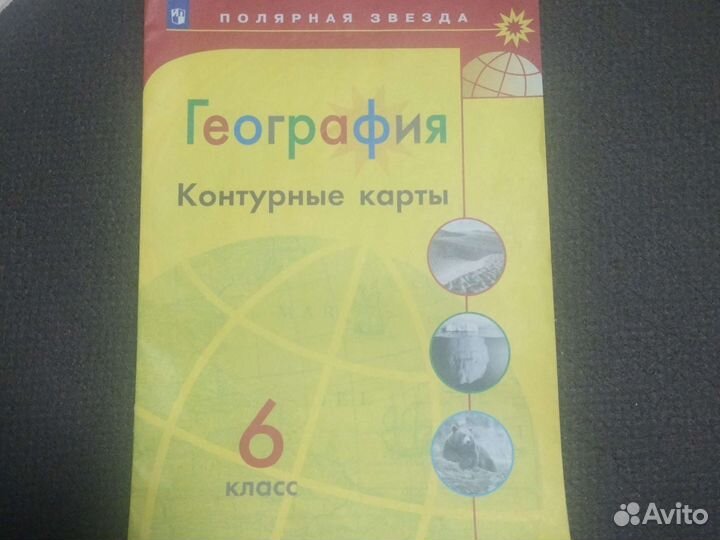 ПОЛЯРНАЯ ЗВЕЗДА
География
Контурные карты
6
класс
Avito